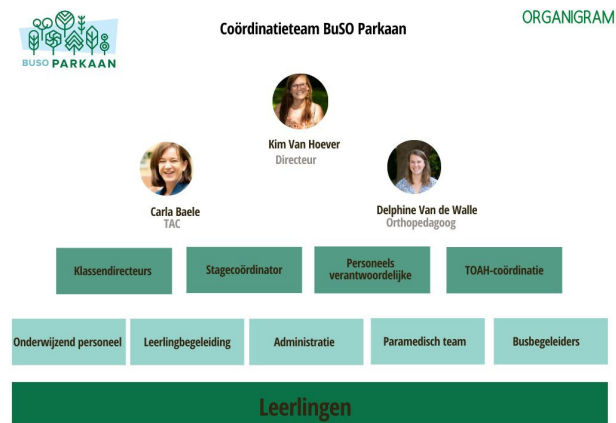 ORGANIGRAM
Coördinatieteam BuSO Parkaan
BUSO PARKAAN
Kim Van Hoever
Directeur
Carla Baele
TAC
Delphine Van de Walle
Orthopedagoog
Klassendirecteurs
Stagecoördinator
Personeels
verantwoordelijke
TOAH-coördinatie
Onderwijzend personeel
Leerlingbegeleiding
Administratie
Paramedisch team
Busbegeleiders
Leerlingen